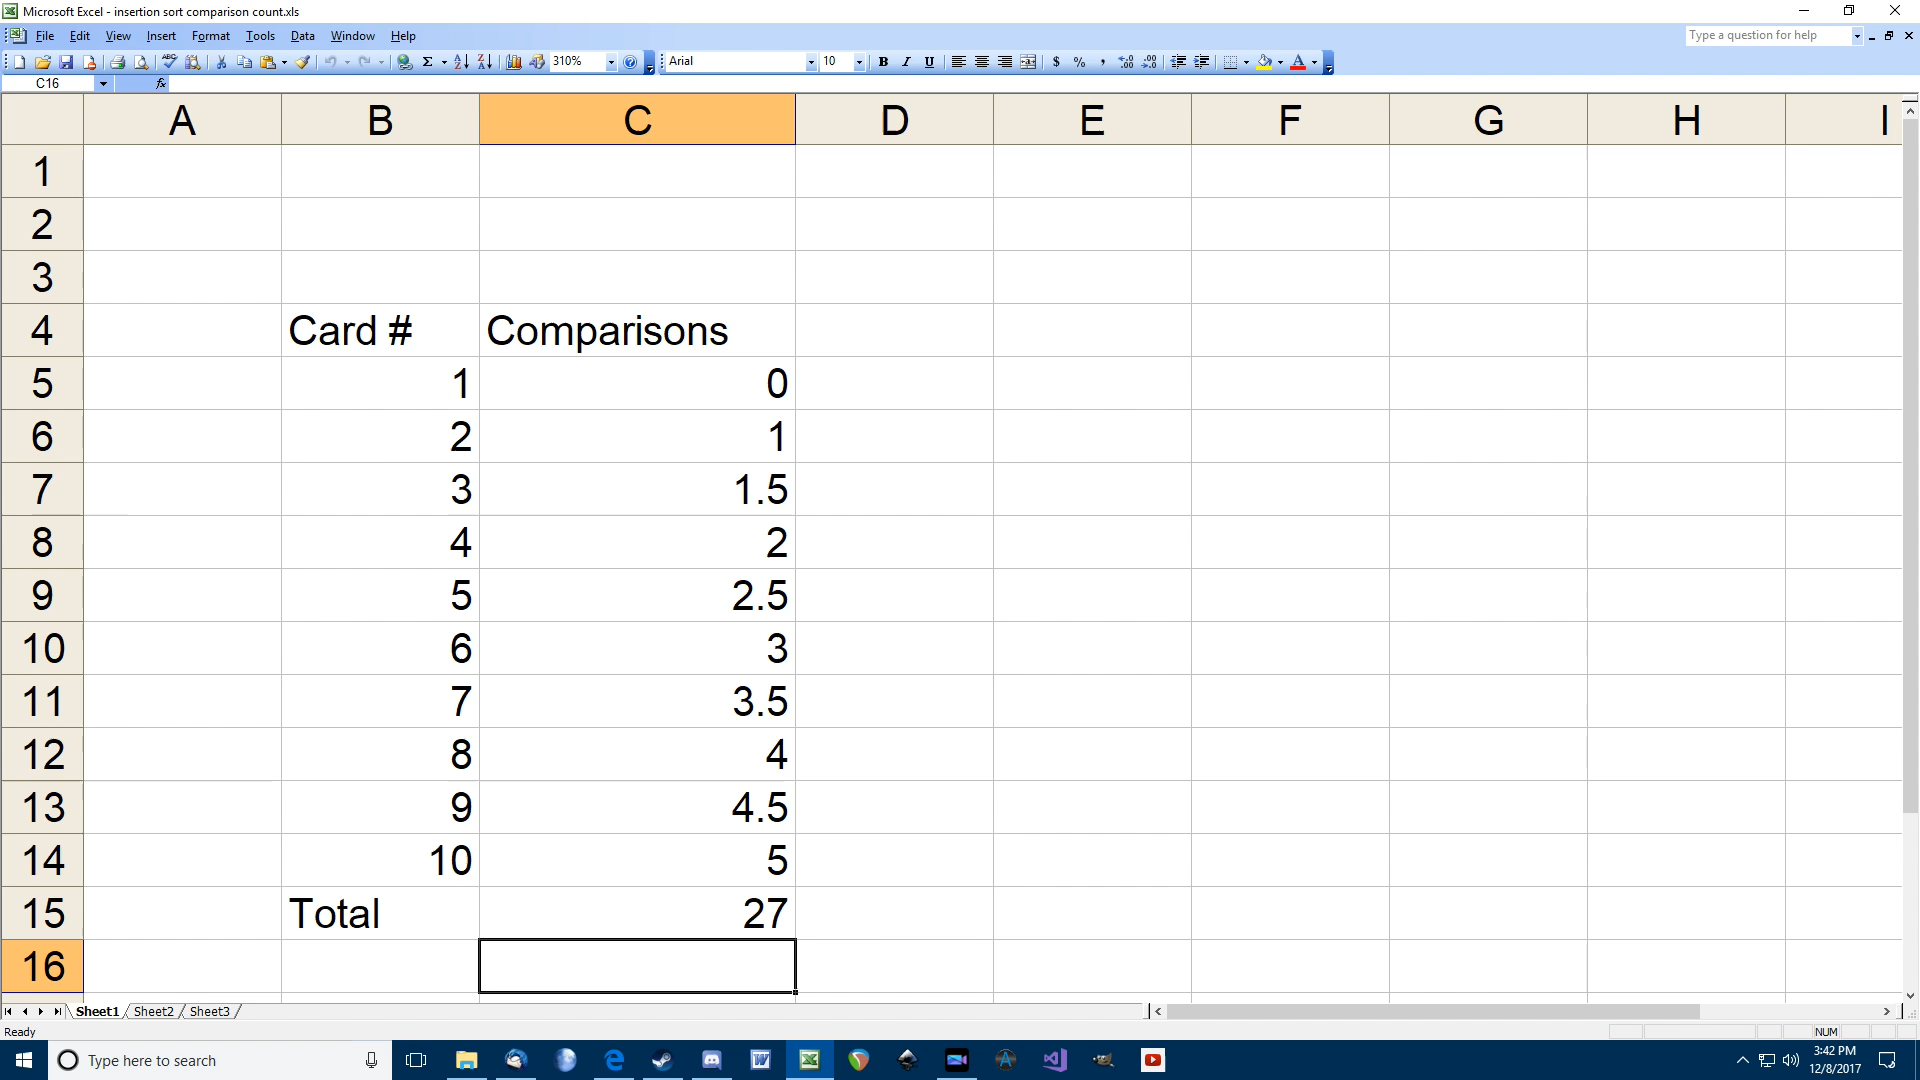 Microsoft Excel - insertion sort comparison count.xls
File Edit View Insert Format Tools Data Window Help
Type a question for help
310%
Arial
10
C16
fx
A B C D E F G H I
1
2
3
4 Card # Comparisons
5 1 0
6 2 1
7 3 1.5
8 4 2
9 5 2.5
10 6 3
11 7 3.5
12 8 4
13 9 4.5
14 10 5
15 Total 27
16
Sheet1 Sheet2 Sheet3
Ready
NUM
Type here to search
3:42 PM
12/8/2017